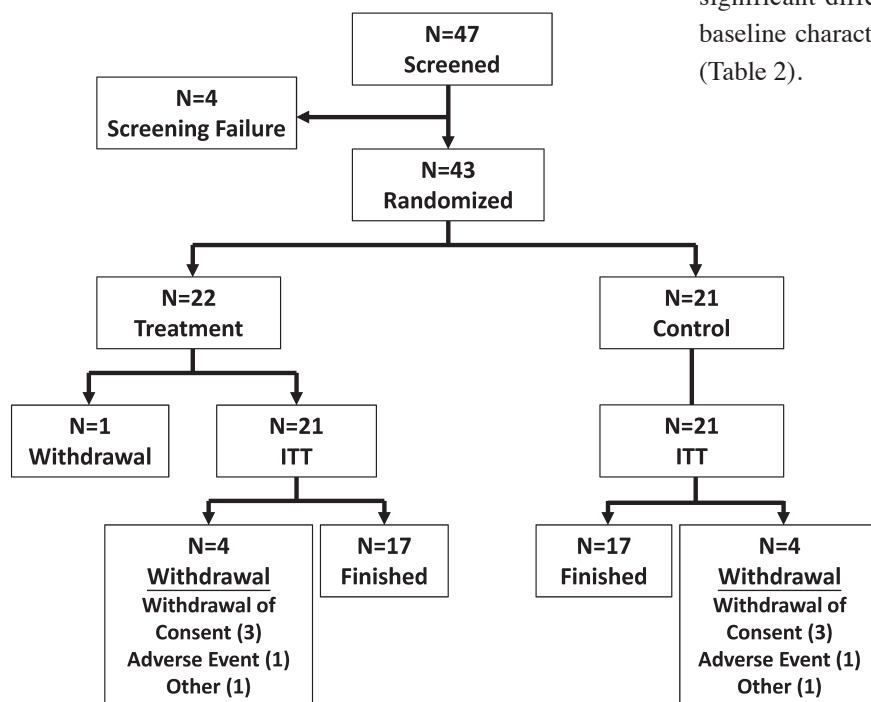 significant diffe
baseline charact
(Table 2).
N=47
Screened
N=4
Screening Failure
N=43
Randomized
N=22
Treatment
N=21
Control
N=1
Withdrawal
N=21
ITT
N=21
ITT
N=4
Withdrawal
Withdrawal of
Consent (3)
Adverse Event (1)
Other (1)
N=17
Finished
N=17
Finished
N=4
Withdrawal
Withdrawal of
Consent (3)
Adverse Event (1)
Other (1)